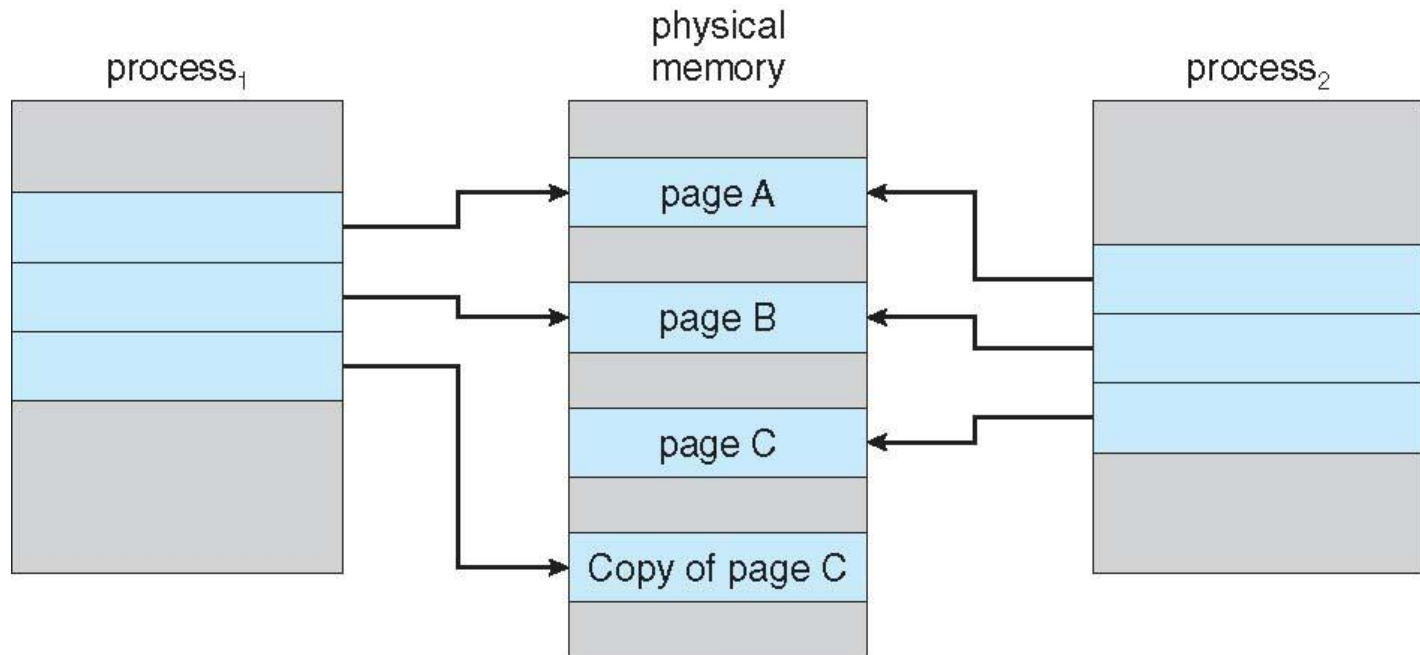 process₁
physical
memory
process₂
page A
page B
page C
Copy of page C